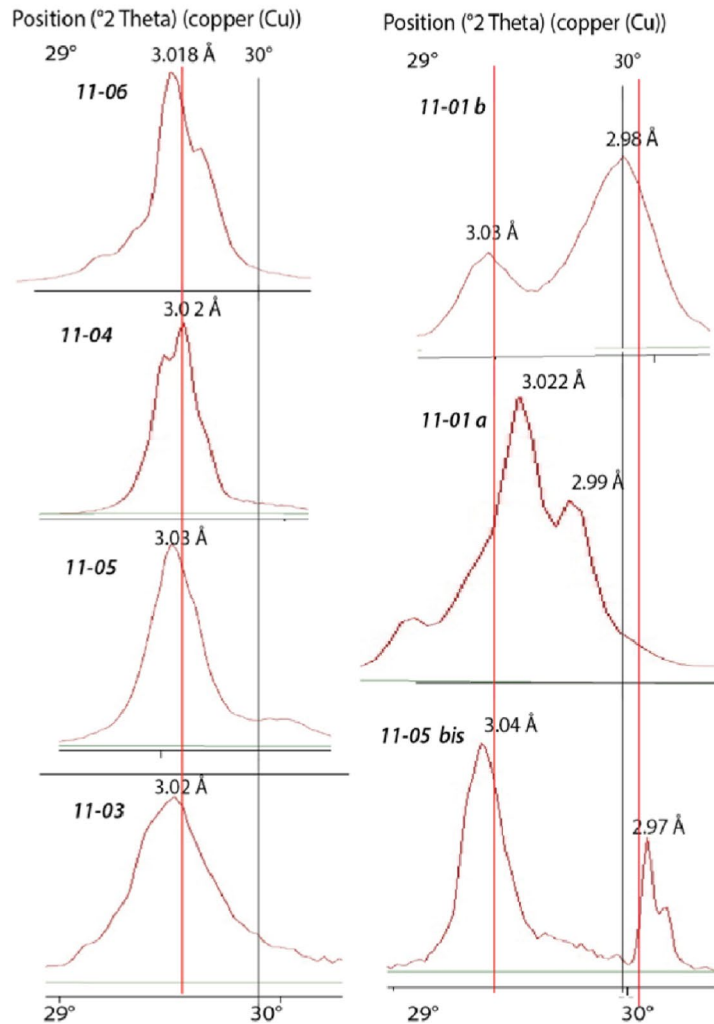 Position (°2 Theta) (copper (Cu))
29° 3.018 Å 30°
11-06
3.02 Å
11-04
3.03 Å
11-05
3.02 Å
11-03
29° 30°
Position (°2 Theta) (copper (Cu))
29° 30°
11-01 b
2.98 Å
3.03 Å
3.022 Å
11-01 a
2.99 Å
11-05 bis 3.04 Å
2.97 Å
29° 30°